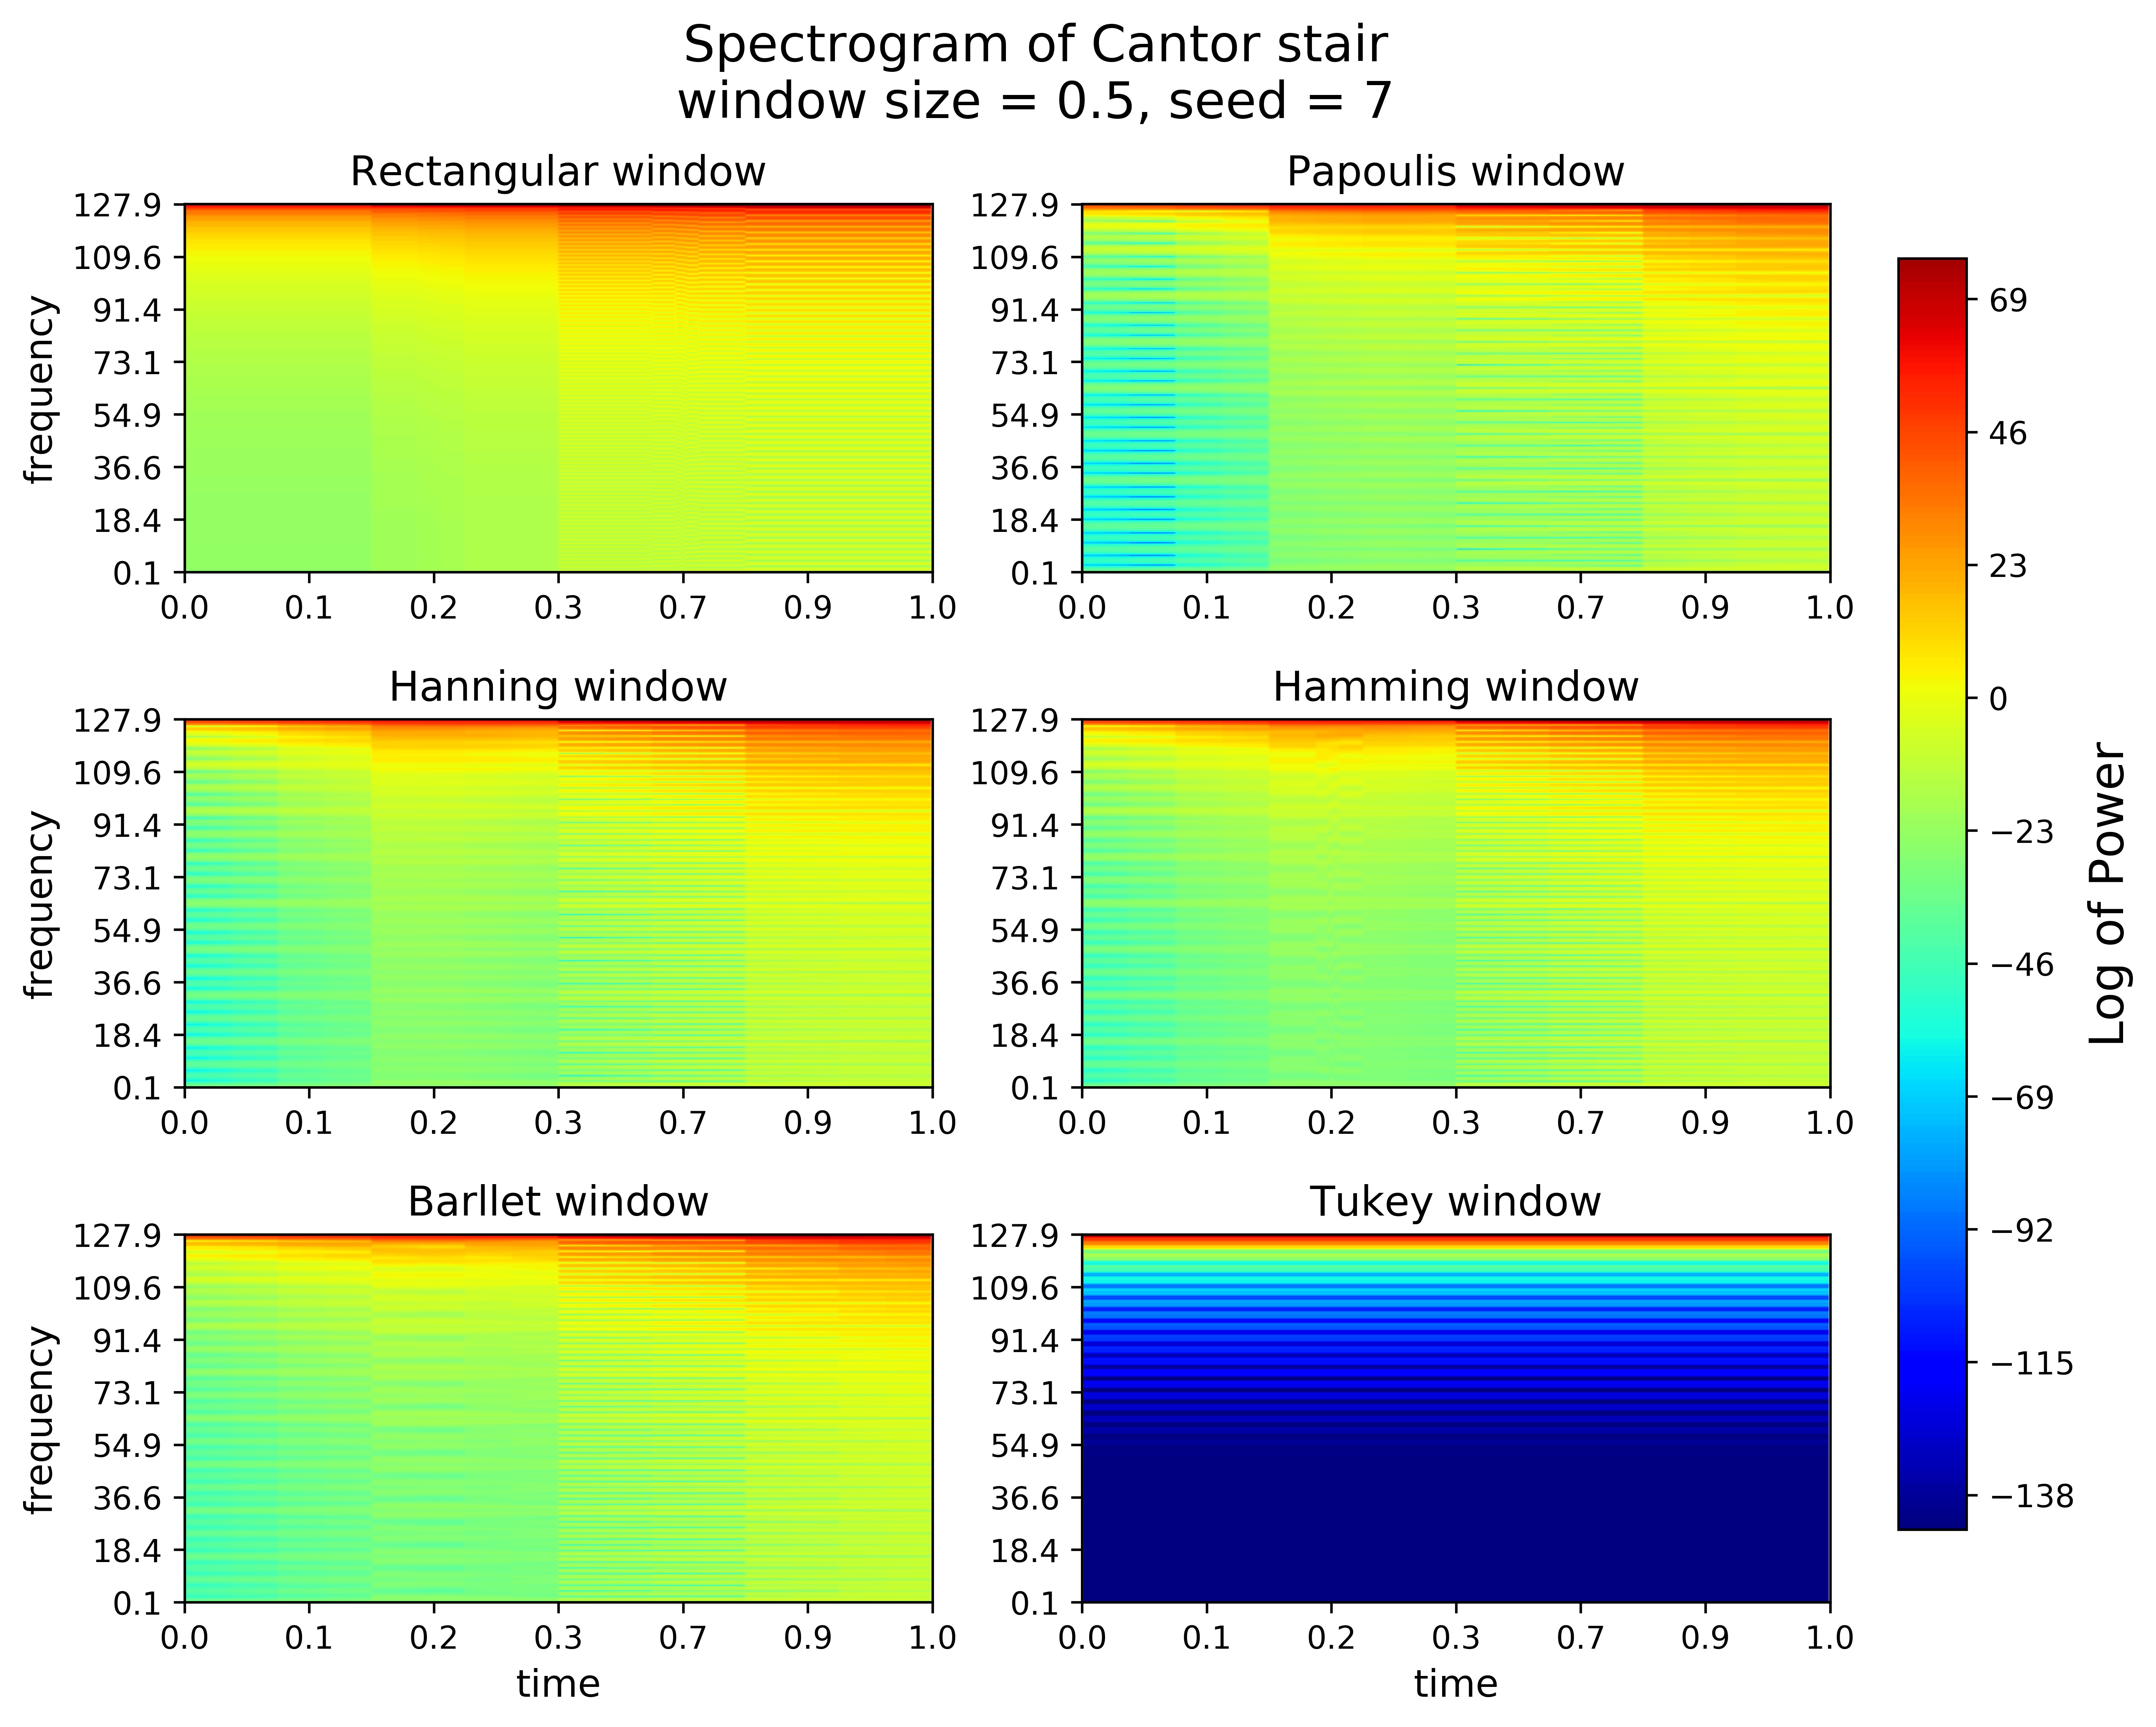 Spectrogram of Cantor stair
window size = 0.5, seed = 7
Rectangular window
frequency
127.9
109.6
91.4
73.1
54.9
36.6
18.4
0.1
0.0 0.1 0.2 0.3 0.7 0.9 1.0
Papoulis window
127.9
109.6
91.4
73.1
54.9
36.6
18.4
0.1
0.0 0.1 0.2 0.3 0.7 0.9 1.0
Hanning window
frequency
127.9
109.6
91.4
73.1
54.9
36.6
18.4
0.1
0.0 0.1 0.2 0.3 0.7 0.9 1.0
Hamming window
127.9
109.6
91.4
73.1
54.9
36.6
18.4
0.1
0.0 0.1 0.2 0.3 0.7 0.9 1.0
Barllet window
frequency
127.9
109.6
91.4
73.1
54.9
36.6
18.4
0.1
0.0 0.1 0.2 0.3 0.7 0.9 1.0
time
Tukey window
127.9
109.6
91.4
73.1
54.9
36.6
18.4
0.1
0.0 0.1 0.2 0.3 0.7 0.9 1.0
time
69
46
23
0
−23
−46
−69
−92
−115
−138
Log of Power